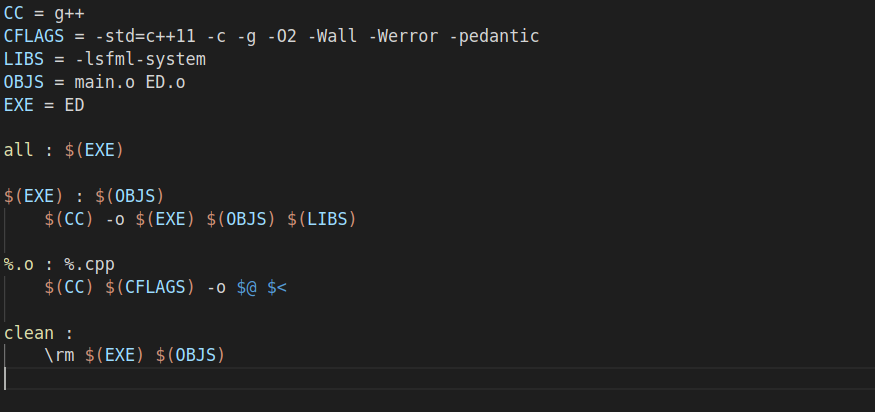 CC = g++
CFLAGS = -std=c++11 -c -g -O2 -Wall -Werror -pedantic
LIBS = -lsfml-system
OBJS = main.o ED.o
EXE = ED
all : $(EXE)
$(EXE) : $(OBJS)
$(CC) -o $(EXE) $(OBJS) $(LIBS)
%.o : %.cpp
$(CC) $(CFLAGS) -o $@ $<
clean :
\rm $(EXE) $(OBJS)